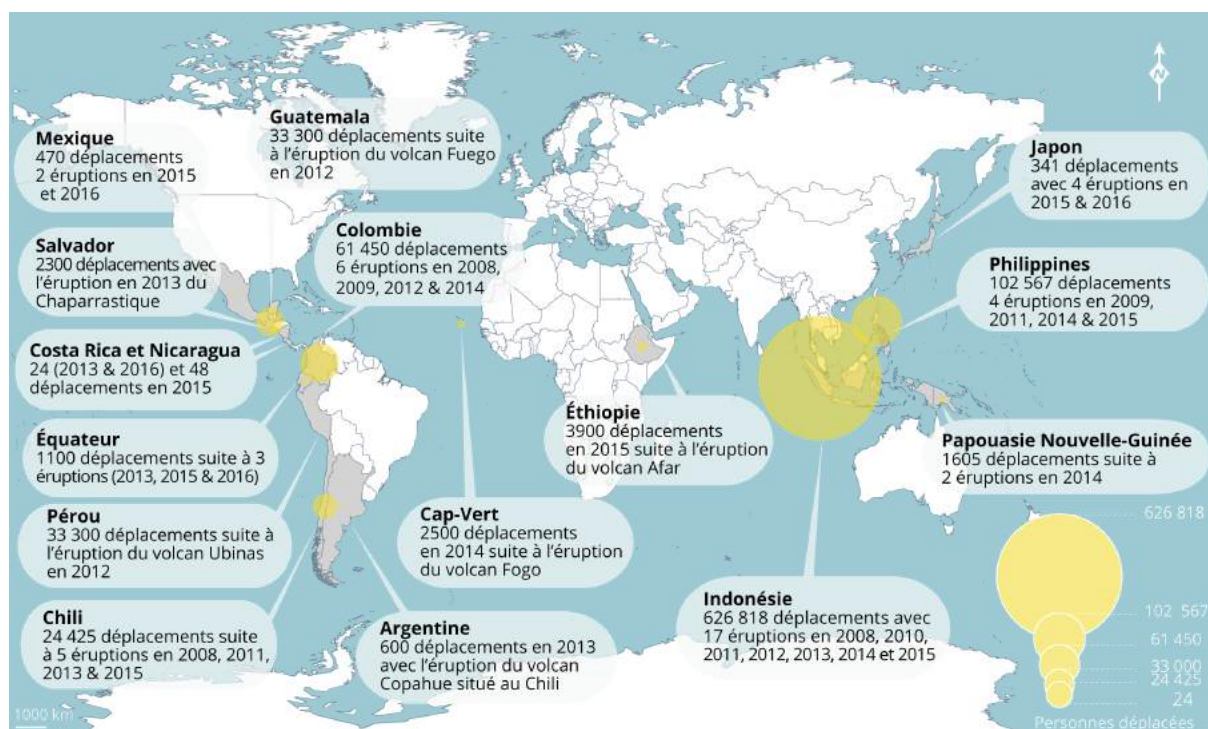 Guatemala
33 300 déplacements suite
à l'éruption du volcan Fuego
en 2012
Mexique
470 déplacements
2 éruptions en 2015
et 2016
Japon
341 déplacements
avec 4 éruptions en
2015 & 2016
Colombie
61 450 déplacements
6 éruptions en 2008,
2009, 2012 & 2014
Salvador
2300 déplacements avec
l'éruption en 2013 du
Chaparrastique
Philippines
102 567 déplacements
4 éruptions en 2009,
2011, 2014 & 2015
Costa Rica et Nicaragua
24 (2013 & 2016) et 48
déplacements en 2015
Éthiopie
3900 déplacements
en 2015 suite à l'éruption
du volcan Afar
Équateur
1100 déplacements suite à 3
éruptions (2013, 2015 & 2016)
Papouasie Nouvelle-Guinée
1605 déplacements suite à
2 éruptions en 2014
Pérou
33 300 déplacements suite à
l'éruption du volcan Ubinas
en 2012
Cap-Vert
2500 déplacements
en 2014 suite à l'éruption
du volcan Fogo
Chili
24 425 déplacements suite
à 5 éruptions en 2008, 2011,
2013 & 2015
Argentine
600 déplacements en 2013
avec l'éruption du volcan
Copahue situé au Chili
Indonésie
626 818 déplacements avec
17 éruptions en 2008, 2010,
2011, 2012, 2013, 2014 et 2015
626 818
102 567
61 450
33 000
24 425
24
Personnes déplacées
1000 km
N